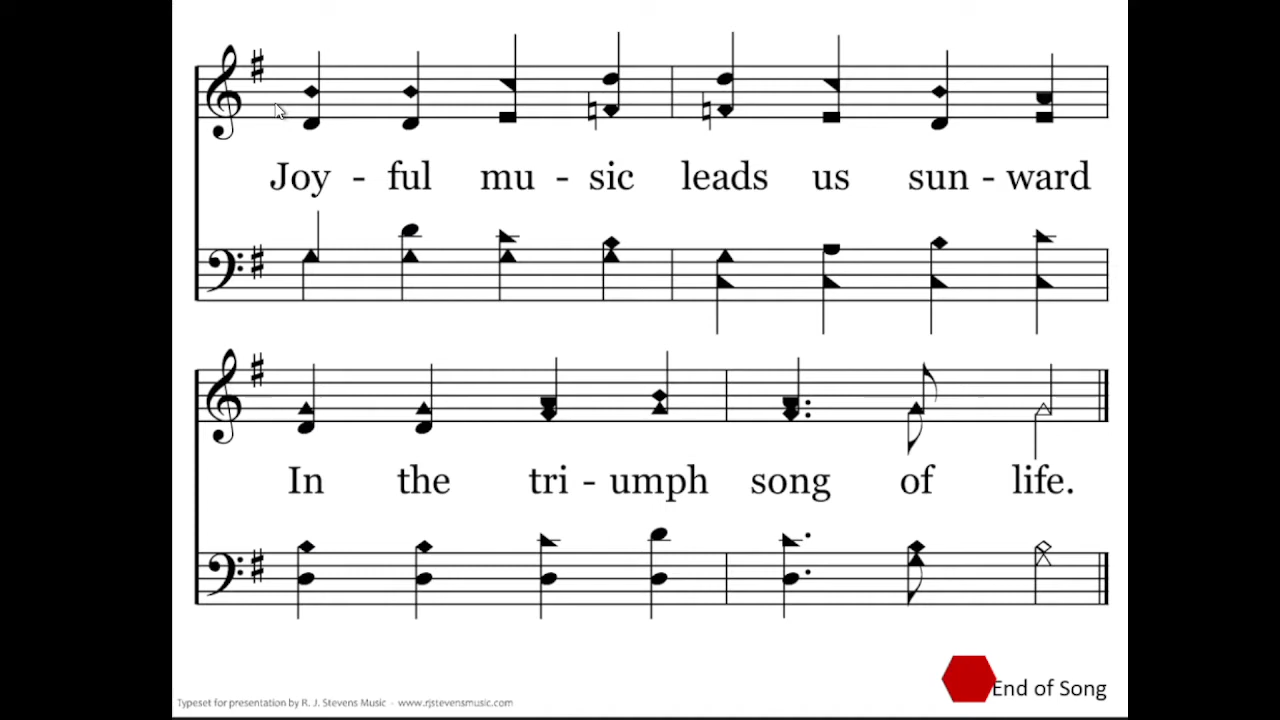 Joy - ful mu - sic leads us sun - ward
In the tri - umph song of life.
End of Song
Typeset for presentation by R. J. Stevens Music - www.rjstevensmusic.com